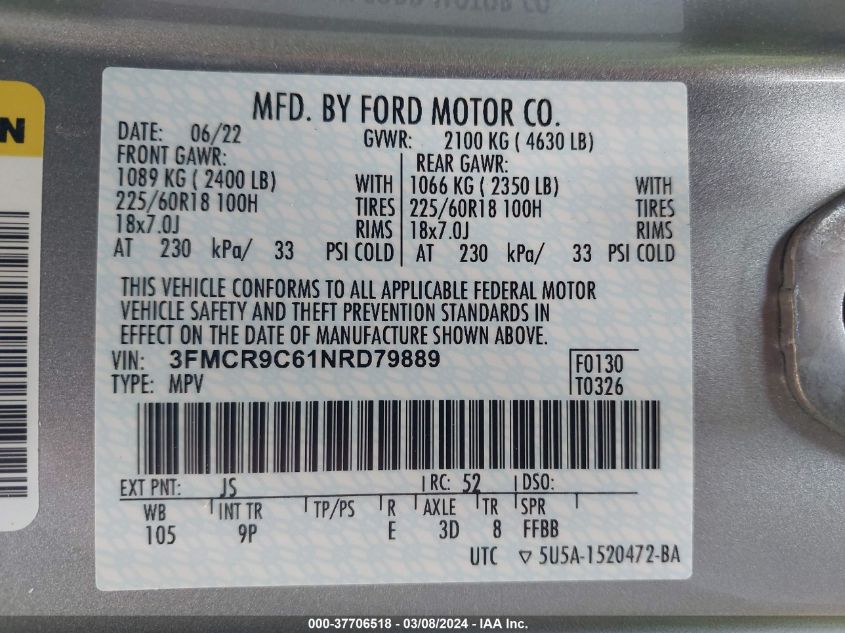 MFD. BY FORD MOTOR CO.
DATE: 06/22 GVWR: 2100 KG ( 4630 LB)
FRONT GAWR: REAR GAWR:
1089 KG ( 2400 LB) WITH 1066 KG ( 2350 LB) WITH
225/60R18 100H TIRES 225/60R18 100H TIRES
18x7.0J RIMS 18x7.0J RIMS
AT 230 kPa/ 33 PSI COLD AT 230 kPa/ 33 PSI COLD
THIS VEHICLE CONFORMS TO ALL APPLICABLE FEDERAL MOTOR
VEHICLE SAFETY AND THEFT PREVENTION STANDARDS IN
EFFECT ON THE DATE OF MANUFACTURE SHOWN ABOVE.
VIN: 3FMCR9C61NRD79889 F0130
TYPE: MPV T0326
EXT PNT: JS RC: 52 DSO:
WB INT TR TP/PS R AXLE TR SPR
105 9P E 3D 8 FFBB
UTC ▽ 5U5A-1520472-BA
000-37706518 - 03/08/2024 - IAA Inc.